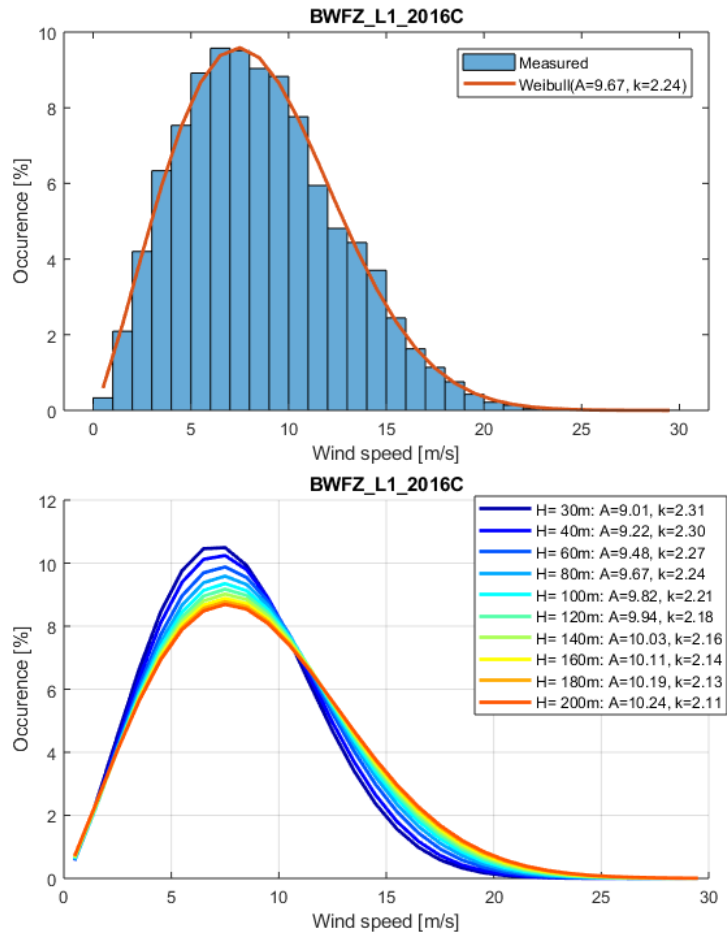 BWFZ_L1_2016C
10
8
6
4
2
0
Occurence [%]
Measured
Weibull(A=9.67, k=2.24)
0 5 10 15 20 25 30
Wind speed [m/s]
BWFZ_L1_2016C
12
10
8
6
4
2
0
Occurence [%]
H= 30m: A=9.01, k=2.31
H= 40m: A=9.22, k=2.30
H= 60m: A=9.48, k=2.27
H= 80m: A=9.67, k=2.24
H= 100m: A=9.82, k=2.21
H= 120m: A=9.94, k=2.18
H= 140m: A=10.03, k=2.16
H= 160m: A=10.11, k=2.14
H= 180m: A=10.19, k=2.13
H= 200m: A=10.24, k=2.11
0 5 10 15 20 25 30
Wind speed [m/s]